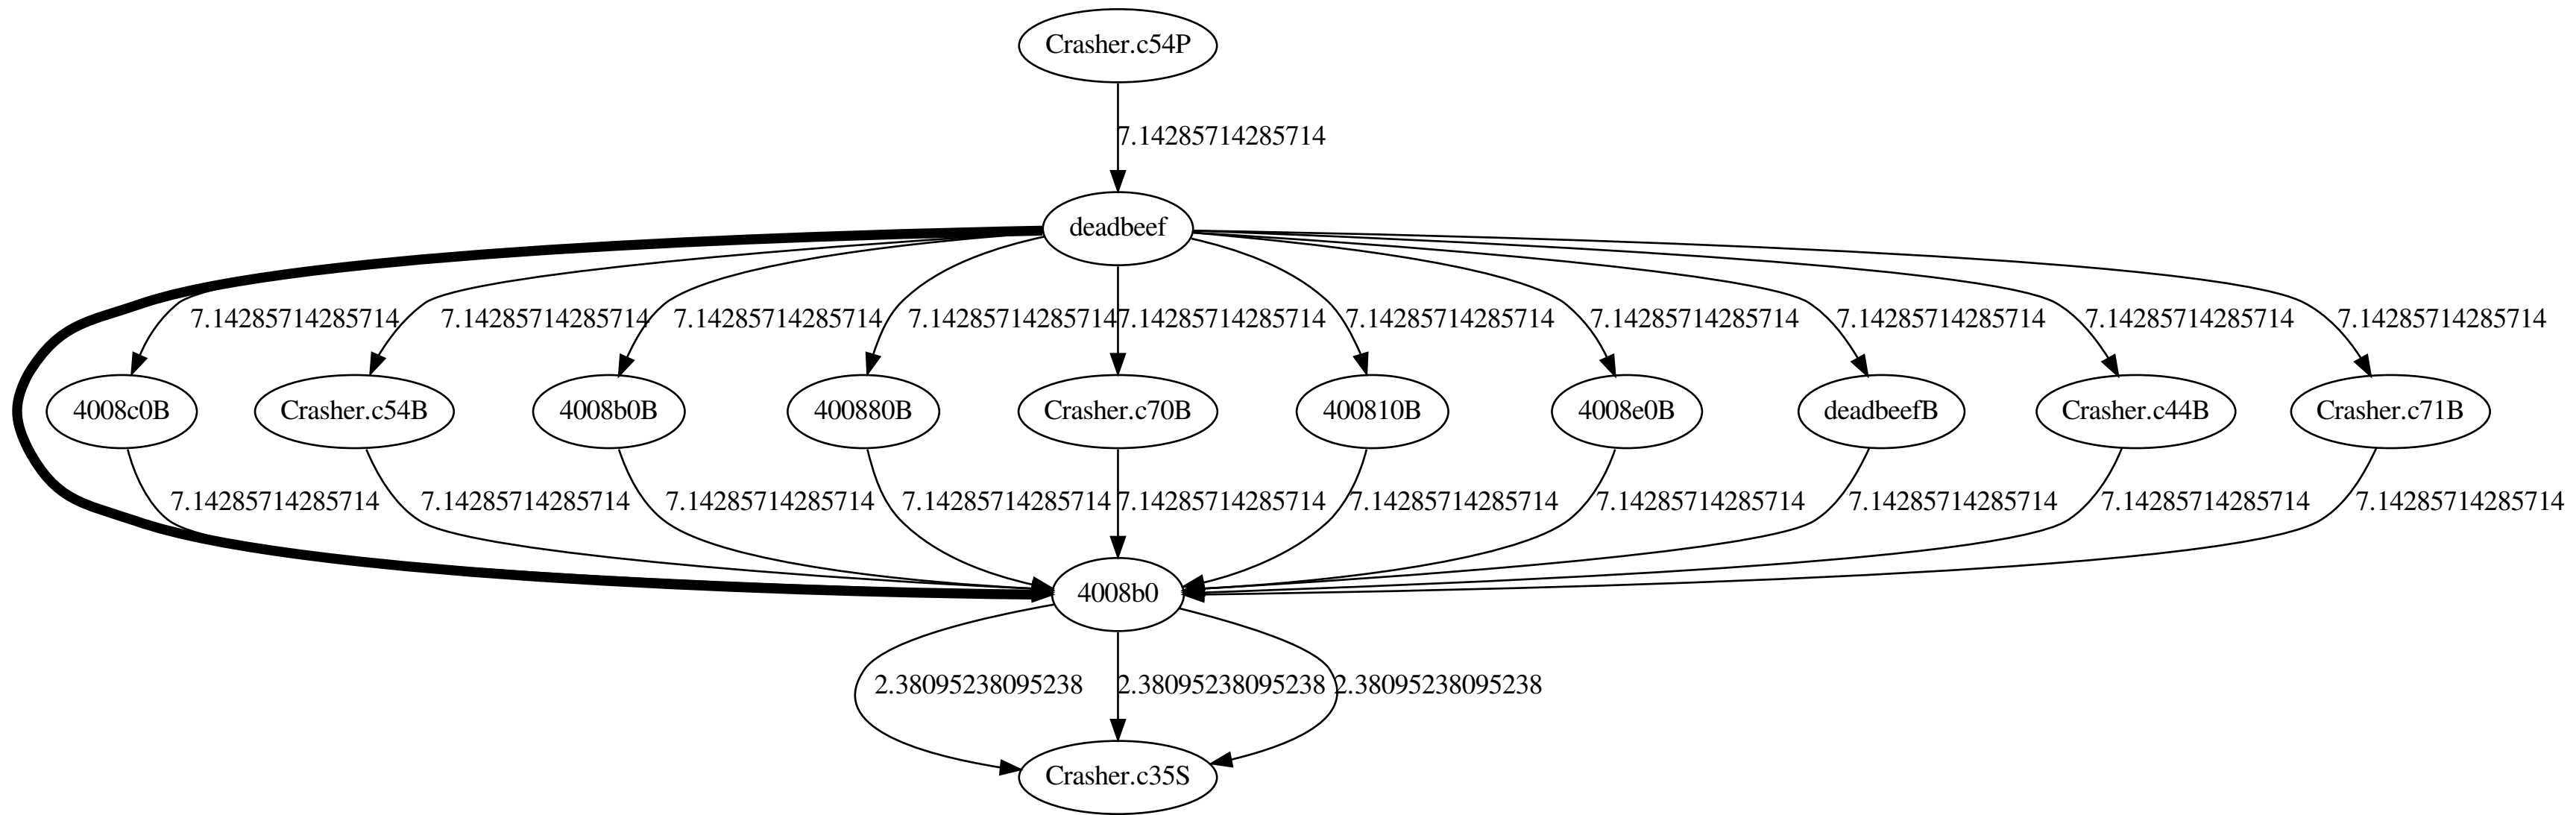 Crasher.c54P
7.14285714285714
deadbeef
7.14285714285714 7.14285714285714 7.14285714285714 7.14285714285714 7.14285714285714 7.14285714285714 7.14285714285714 7.14285714285714 7.14285714285714 7.14285714285714
4008c0B Crasher.c54B 4008b0B 400880B Crasher.c70B 400810B 4008e0B deadbeefB Crasher.c44B Crasher.c71B
7.14285714285714 7.14285714285714 7.14285714285714 7.14285714285714 7.14285714285714 7.14285714285714 7.14285714285714 7.14285714285714 7.14285714285714 7.14285714285714
4008b0
2.38095238095238 2.38095238095238 2.38095238095238
Crasher.c35S